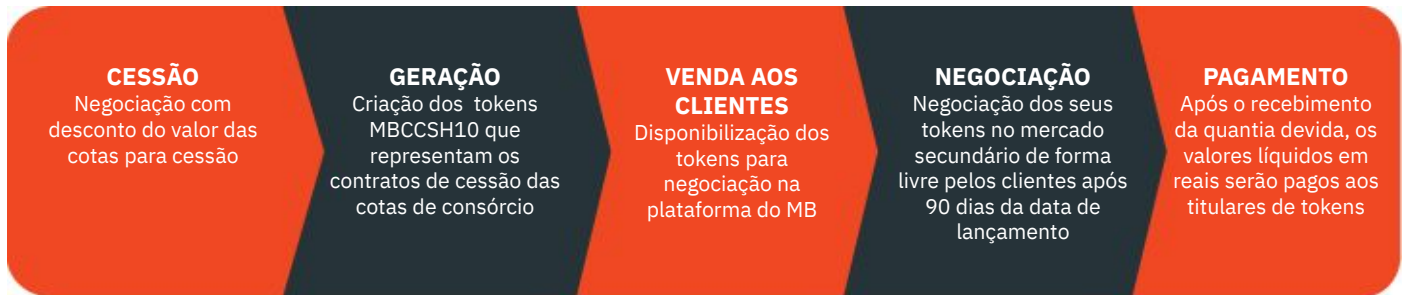 CESSÃO
Negociação com
desconto do valor das
cotas para cessão
GERAÇÃO
Criação dos tokens
MBCCSH10 que
representam os
contratos de cessão das
cotas de consórcio
VENDA AOS
CLIENTES
Disponibilização dos
tokens para
negociação na
plataforma do MB
NEGOCIAÇÃO
Negociação dos seus
tokens no mercado
secundário de forma
livre pelos clientes após
90 dias da data de
lançamento
PAGAMENTO
Após o recebimento
da quantia devida, os
valores líquidos em
reais serão pagos aos
titulares de tokens